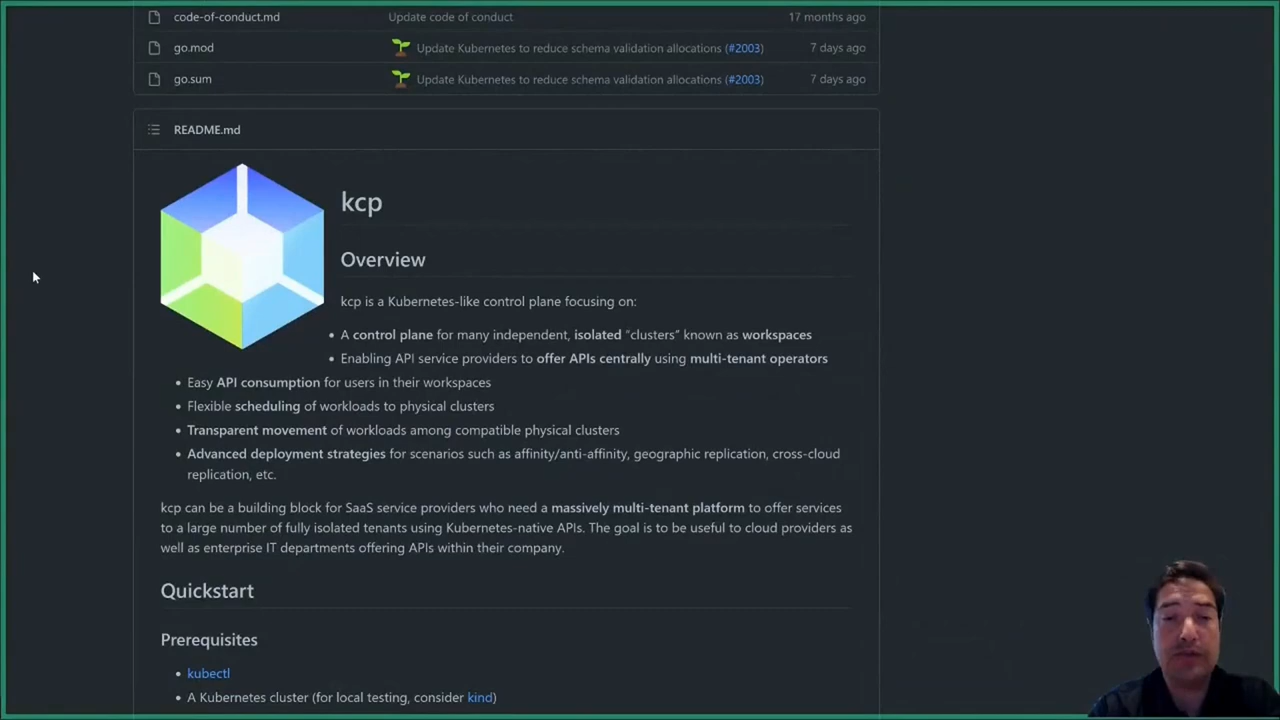 code-of-conduct.md Update code of conduct 17 months ago
go.mod Update Kubernetes to reduce schema validation allocations (#2003) 7 days ago
go.sum Update Kubernetes to reduce schema validation allocations (#2003) 7 days ago
README.md
kcp
Overview
kcp is a Kubernetes-like control plane focusing on:
• A control plane for many independent, isolated “clusters” known as workspaces
• Enabling API service providers to offer APIs centrally using multi-tenant operators
• Easy API consumption for users in their workspaces
• Flexible scheduling of workloads to physical clusters
• Transparent movement of workloads among compatible physical clusters
• Advanced deployment strategies for scenarios such as affinity/anti-affinity, geographic replication, cross-cloud
replication, etc.
kcp can be a building block for SaaS service providers who need a massively multi-tenant platform to offer services
to a large number of fully isolated tenants using Kubernetes-native APIs. The goal is to be useful to cloud providers as
well as enterprise IT departments offering APIs within their company.
Quickstart
Prerequisites
• kubectl
• A Kubernetes cluster (for local testing, consider kind)